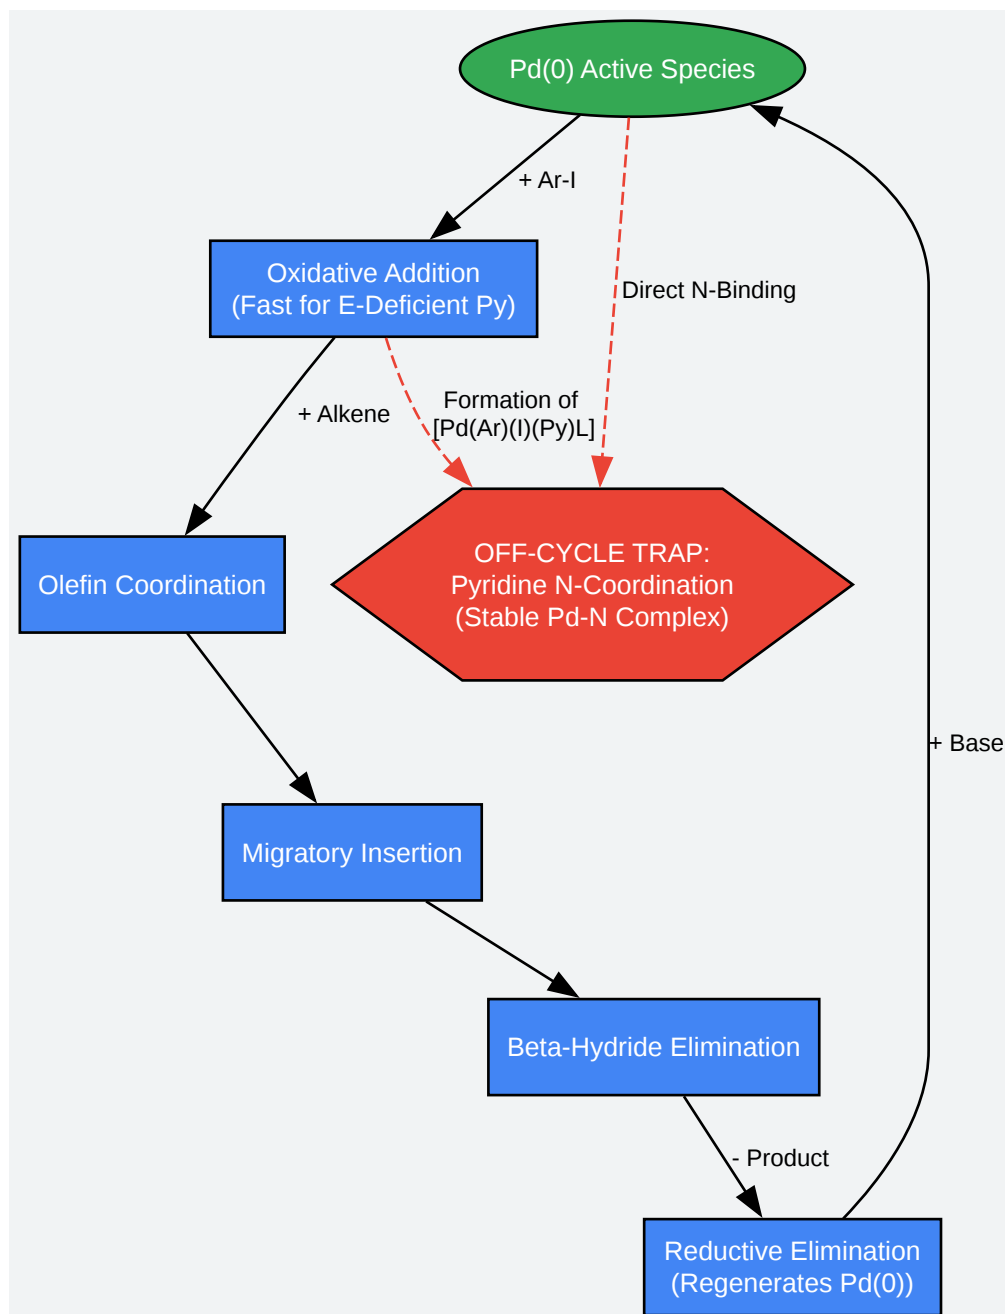 Pd(0) Active Species
+ Ar-I
Oxidative Addition
(Fast for E-Deficient Py)
Direct N-Binding
+ Alkene
Formation of
[Pd(Ar)(I)(Py)L]
OFF-CYCLE TRAP:
Pyridine N-Coordination
(Stable Pd-N Complex)
Olefin Coordination
+ Base
Migratory Insertion
Beta-Hydride Elimination
- Product
Reductive Elimination
(Regenerates Pd(0))